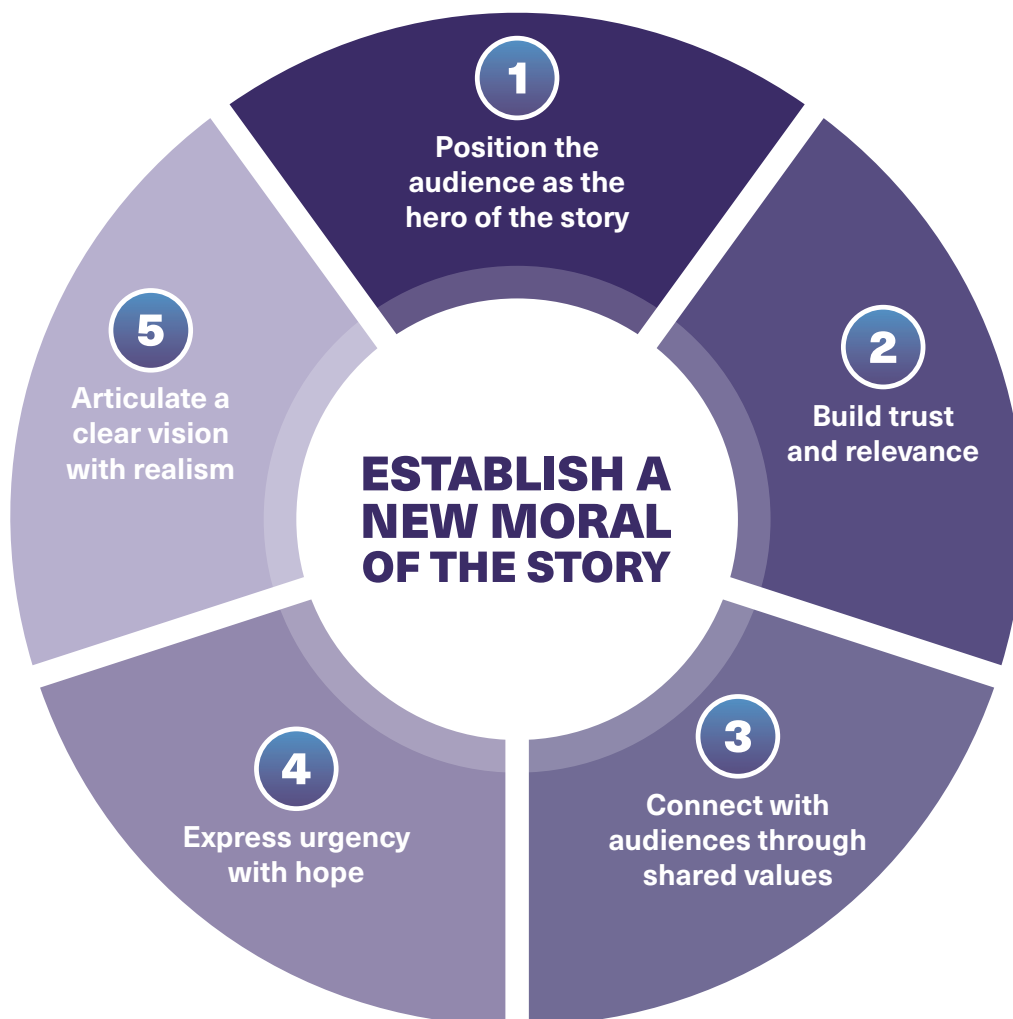 1
Position the
audience as the
hero of the story
2
Build trust
and relevance
3
Connect with
audiences through
shared values
4
Express urgency
with hope
5
Articulate a
clear vision
with realism
ESTABLISH A
NEW MORAL
OF THE STORY